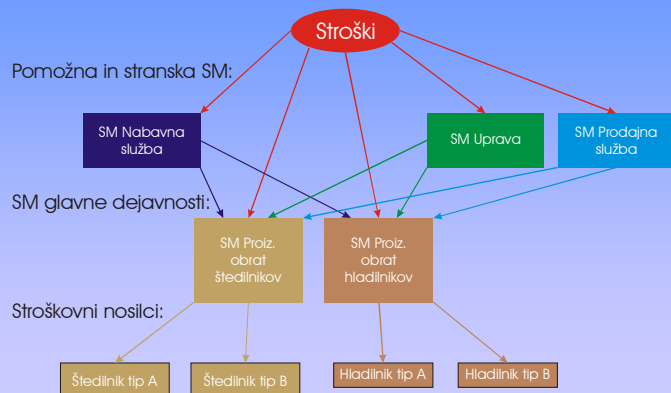 Stroški
Pomožna in stranska SM:
SM Nabavna
služba
SM Uprava
SM Prodajna
služba
SM glavne dejavnosti:
SM Proiz.
obrat
štedilnikov
SM Proiz.
obrat
hladilnikov
Stroškovni nosilci:
Štedilnik tip A
Štedilnik tip B
Hladilnik tip A
Hladilnik tip B